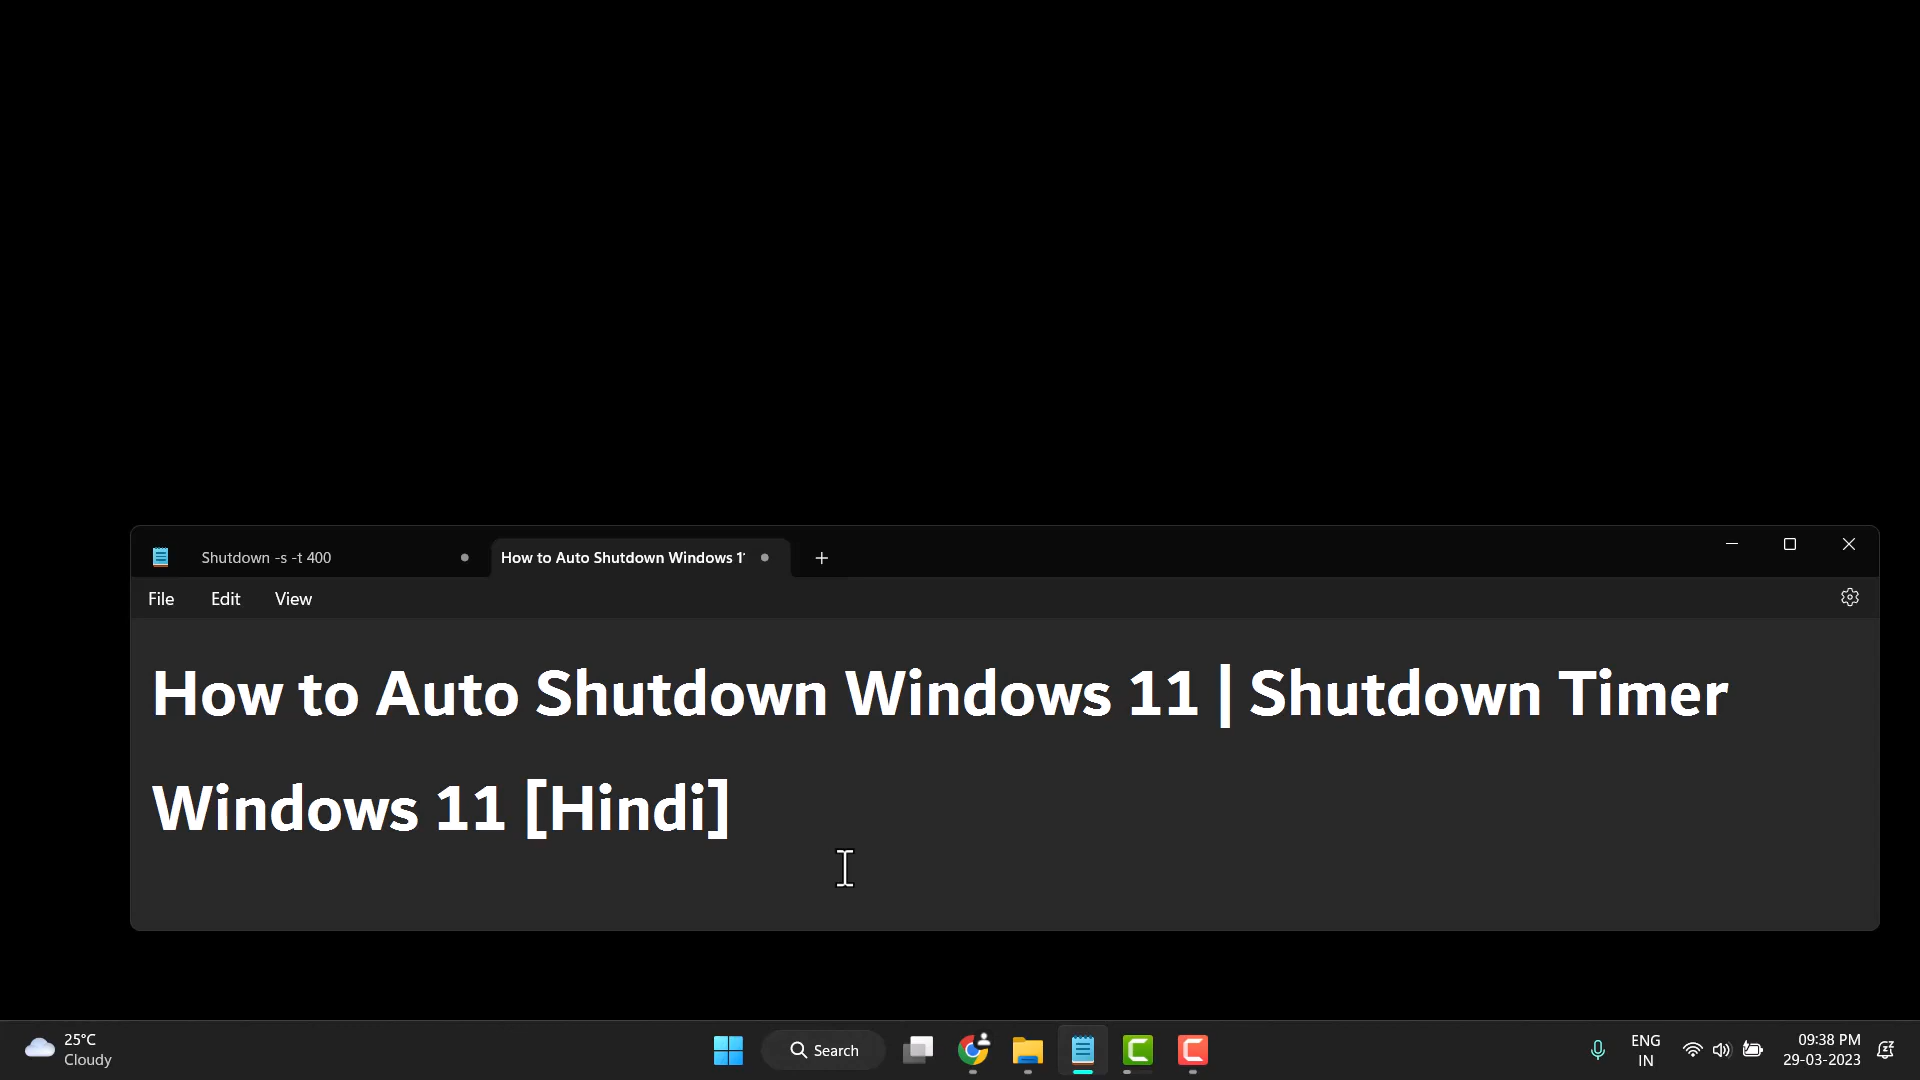 Shutdown -s -t 400
How to Auto Shutdown Windows 1
File Edit View
How to Auto Shutdown Windows 11 | Shutdown Timer
Windows 11 [Hindi]
25°C
Cloudy
Search
ENG
IN
09:38 PM
29-03-2023